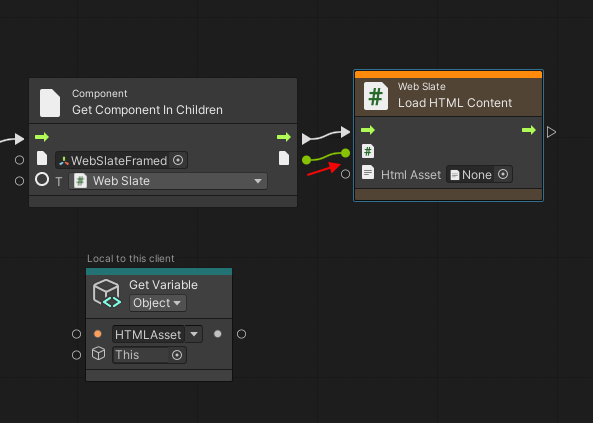 Component
Get Component In Children
WebSlateFramed
T
# Web Slate
Web Slate
# Load HTML Content
#
Html Asset
None
Local to this client
Get Variable
Object
HTMLAsset
This